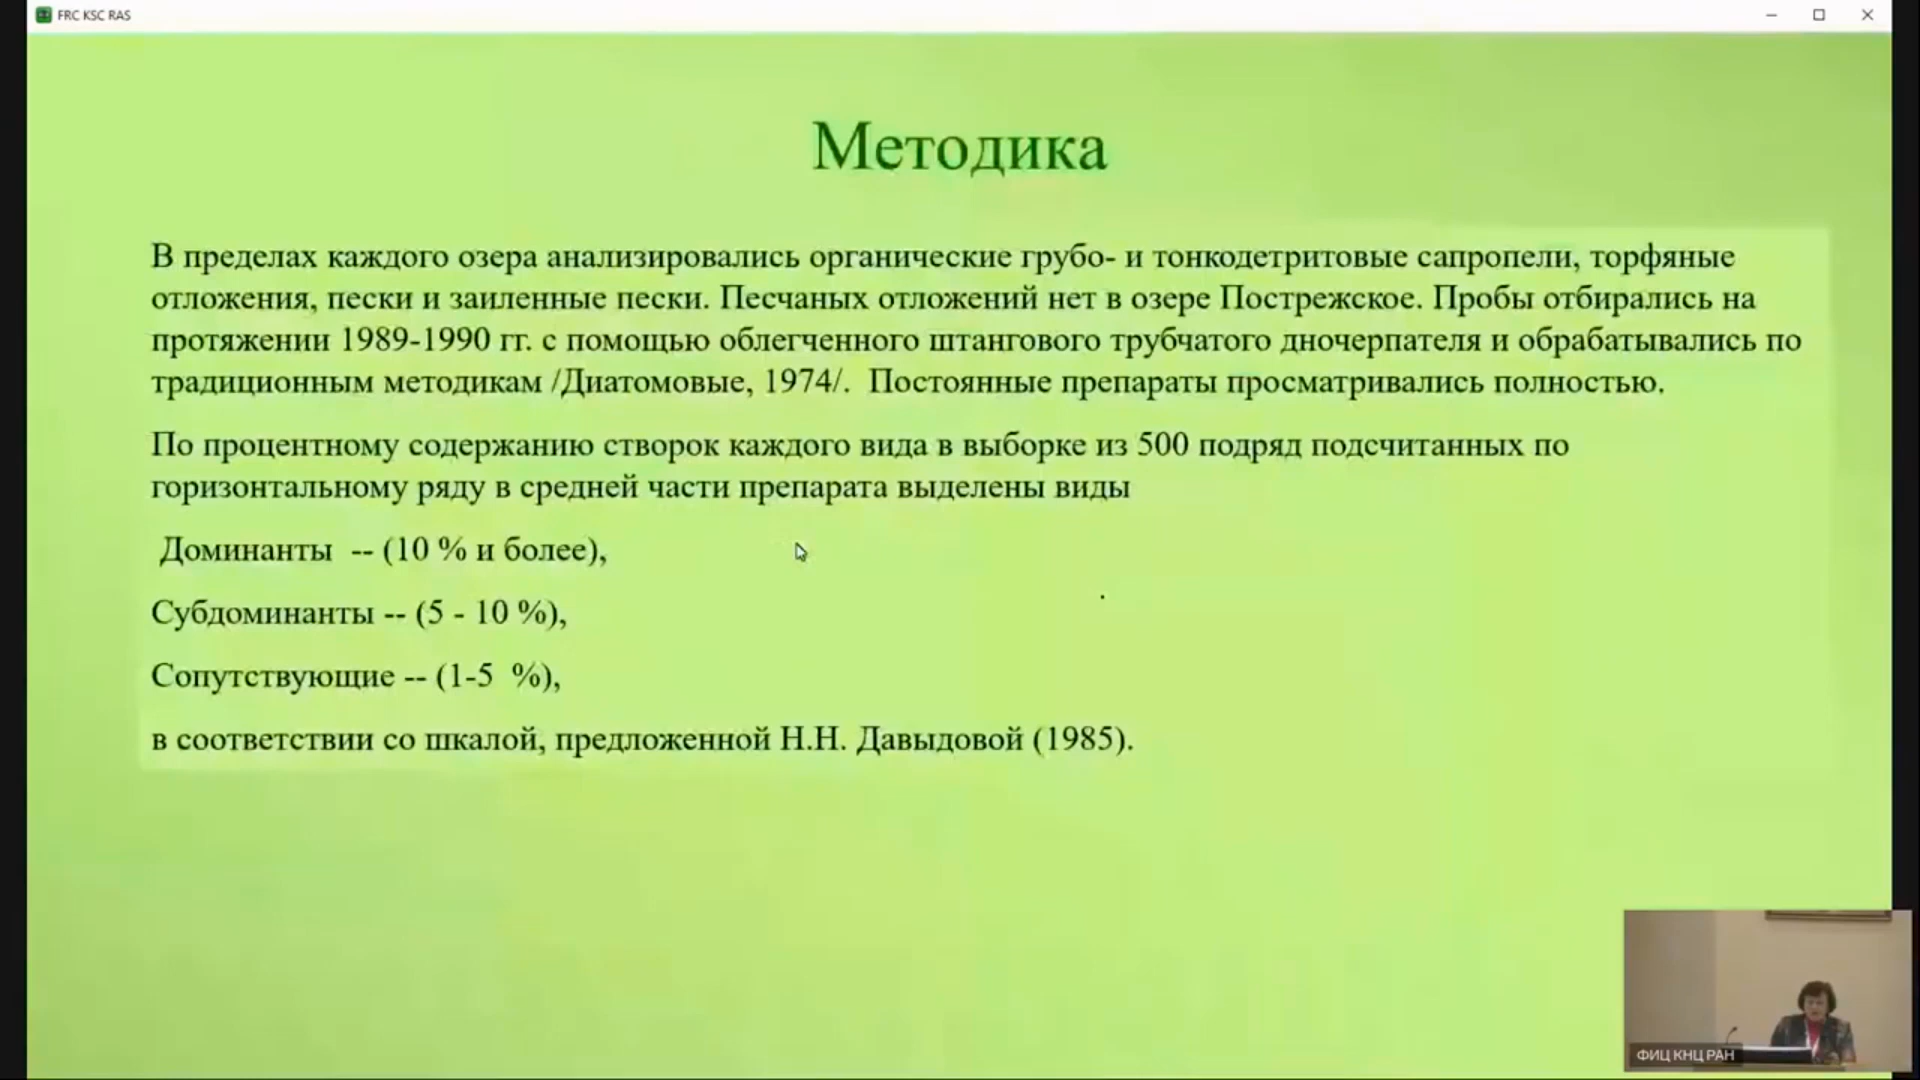 FRC KSC RAS
Методика
В пределах каждого озера анализировались органические грубо- и тонкодетритовые сапропели, торфяные
отложения, пески и заиленные пески. Песчаных отложений нет в озере Пострежское. Пробы отбирались на
протяжении 1989-1990 гг. с помощью облегченного штангового трубчатого дночерпателя и обрабатывались по
традиционным методикам /Диатомовые, 1974/. Постоянные препараты просматривались полностью.
По процентному содержанию створок каждого вида в выборке из 500 подряд подсчитанных по
горизонтальному ряду в средней части препарата выделены виды
Доминанты -- (10 % и более),
.
Субдоминанты -- (5 - 10 %),
Сопутствующие -- (1-5 %),
в соответствии со шкалой, предложенной Н.Н. Давыдовой (1985).
ФИЦ КНЦ РАН